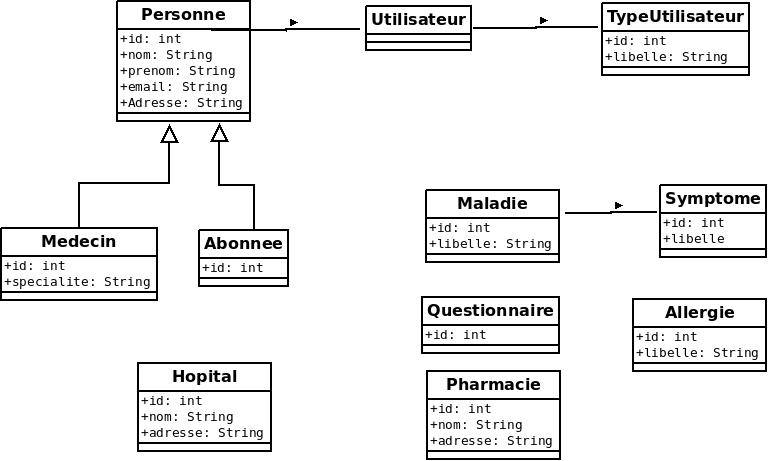 Personne
+id: int
+nom: String
+prenom: String
+email: String
+Adresse: String
Utilisateur
TypeUtilisateur
+id: int
+libelle: String
Medecin
+id: int
+specialite: String
Abonnee
+id: int
Maladie
+id: int
+libelle: String
Symptome
+id: int
+libelle
Questionnaire
+id: int
Allergie
+id: int
+libelle: String
Hopital
+id: int
+nom: String
+adresse: String
Pharmacie
+id: int
+nom: String
+adresse: String